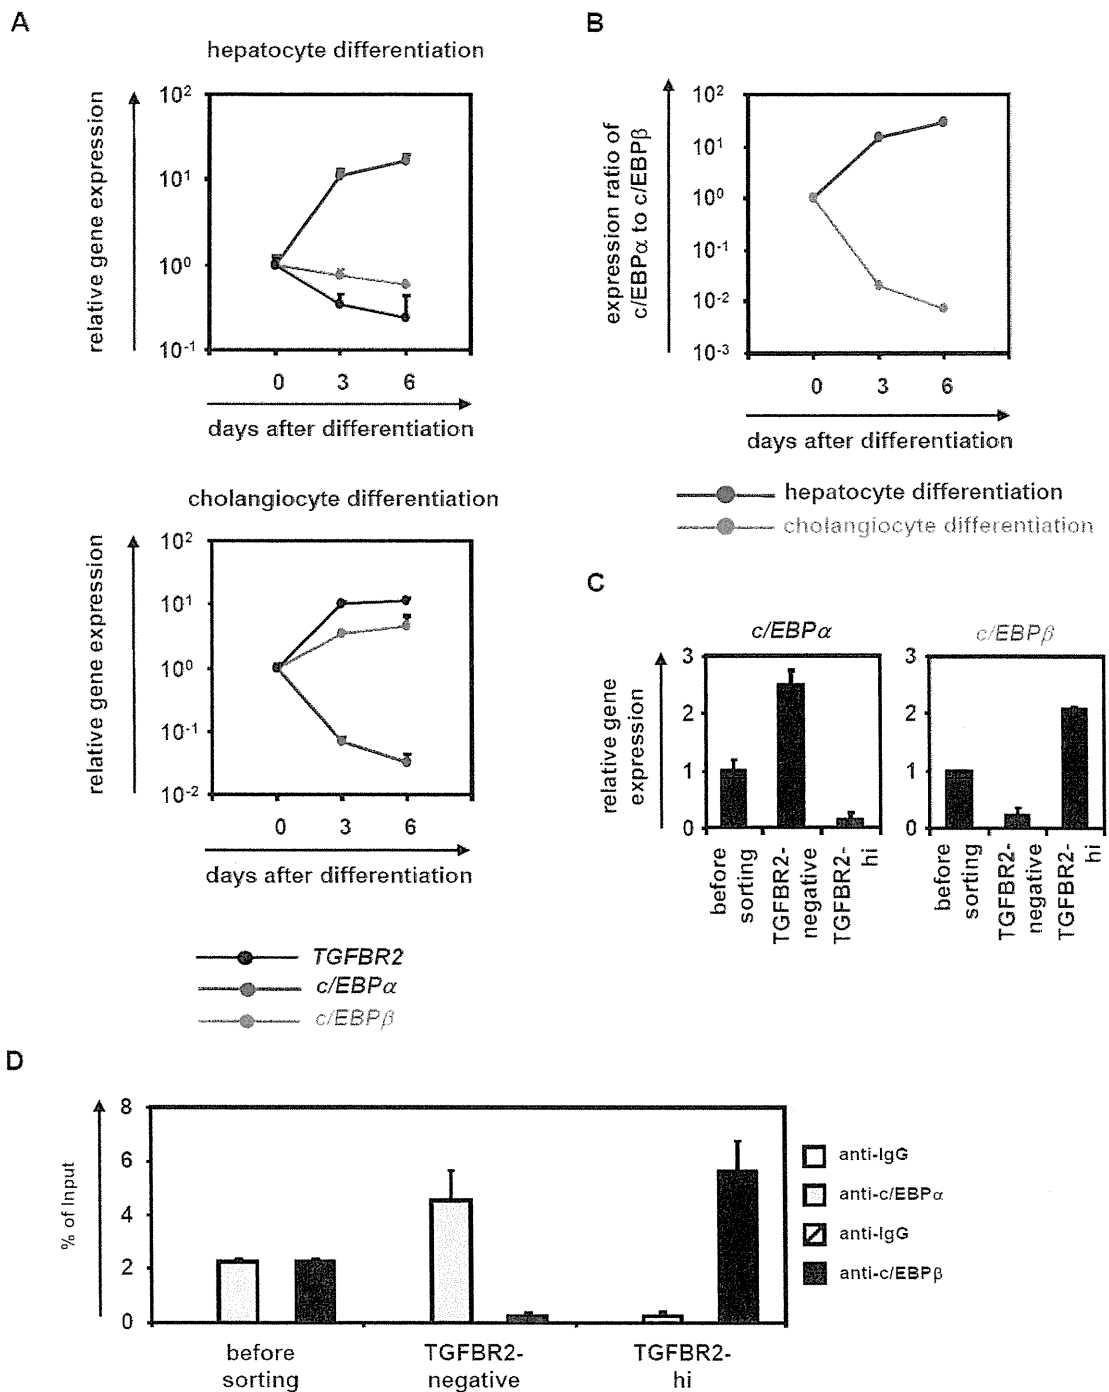 A
hepatocyte differentiation
relative gene expression
10²
10¹
10⁰
10⁻¹
0 3 6
days after differentiation
cholangiocyte differentiation
relative gene expression
10²
10¹
10⁰
10⁻¹
10⁻²
0 3 6
days after differentiation
TGFBR2
c/EBPα
c/EBPβ
B
expression ratio of
c/EBPα to c/EBPβ
10²
10¹
10⁰
10⁻¹
10⁻²
10⁻³
0 3 6
days after differentiation
hepatocyte differentiation
cholangiocyte differentiation
C
c/EBPα
relative gene
expression
3
2
1
0
before
sorting
TGFBR2-
negative
TGFBR2-
hi
c/EBPβ
3
2
1
0
before
sorting
TGFBR2-
negative
TGFBR2-
hi
D
% of Input
8
6
4
2
0
before
sorting
TGFBR2-
negative
TGFBR2-
hi
anti-IgG
anti-c/EBPα
anti-IgG
anti-c/EBPβ